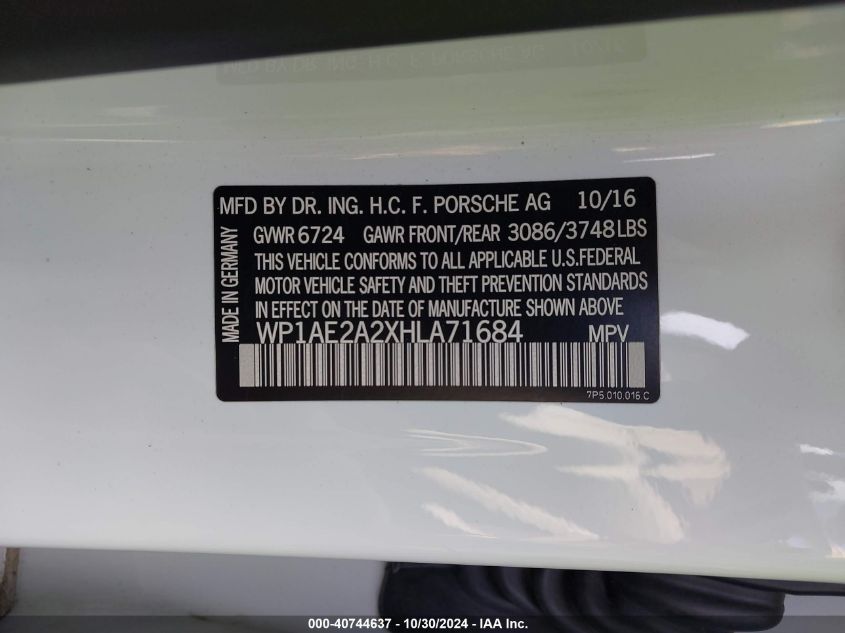 MFD BY DR. ING. H.C. F. PORSCHE AG 10/16
GVWR 6724 GAWR FRONT/REAR 3086/3748 LBS
THIS VEHICLE CONFORMS TO ALL APPLICABLE U.S.FEDERAL
MOTOR VEHICLE SAFETY AND THEFT PREVENTION STANDARDS
IN EFFECT ON THE DATE OF MANUFACTURE SHOWN ABOVE
WP1AE2A2XHLA71684 MPV
MADE IN GERMANY
7P5.010.016.C
000-40744637 - 10/30/2024 - IAA Inc.